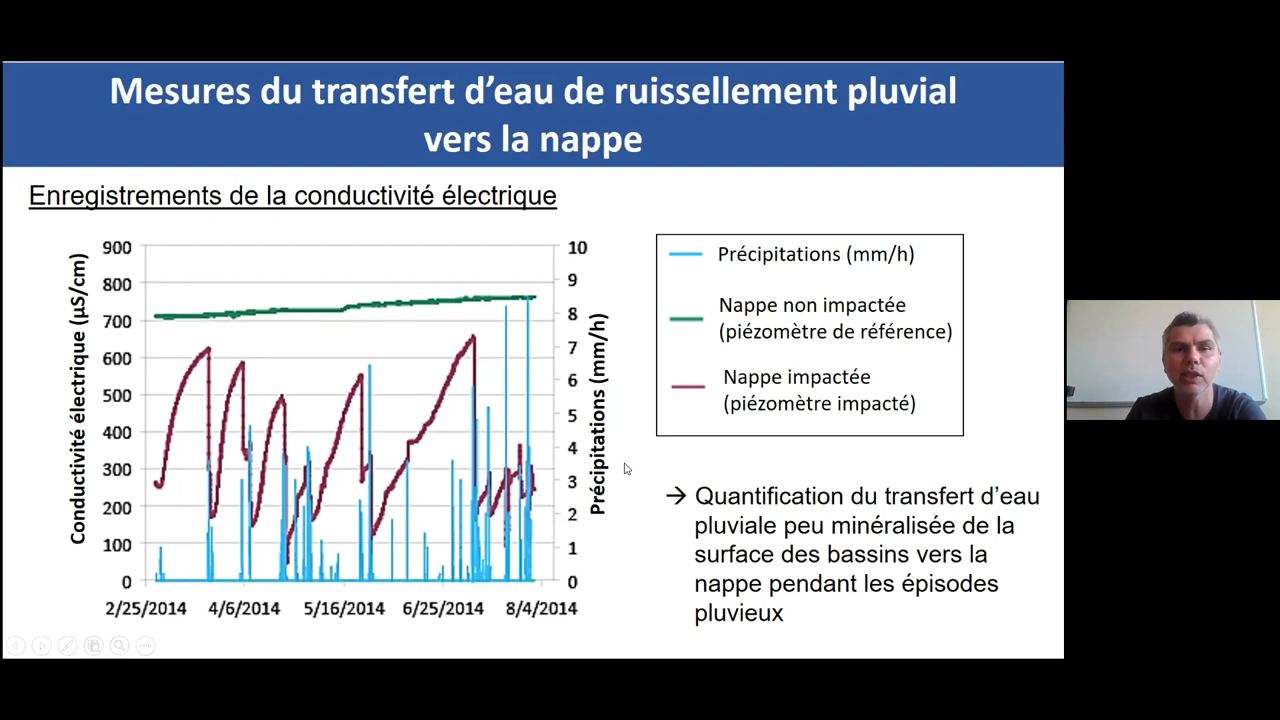 Mesures du transfert d'eau de ruissellement pluvial
vers la nappe
Enregistrements de la conductivité électrique
Conductivité électrique (µS/cm)
900
800
700
600
500
400
300
200
100
0
10
9
8
7
6
5
4
3
2
1
0
Précipitations (mm/h)
2/25/2014 4/6/2014 5/16/2014 6/25/2014 8/4/2014
Précipitations (mm/h)
Nappe non impactée
(piézomètre de référence)
Nappe impactée
(piézomètre impacté)
→ Quantification du transfert d'eau
pluviale peu minéralisée de la
surface des bassins vers la
nappe pendant les épisodes
pluvieux